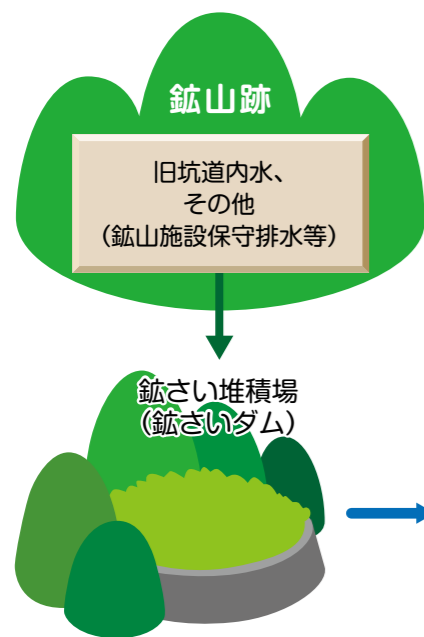 鉱山跡
旧坑道内水、
その他
（鉱山施設保守排水等）
鉱さい堆積場
（鉱さいダム）